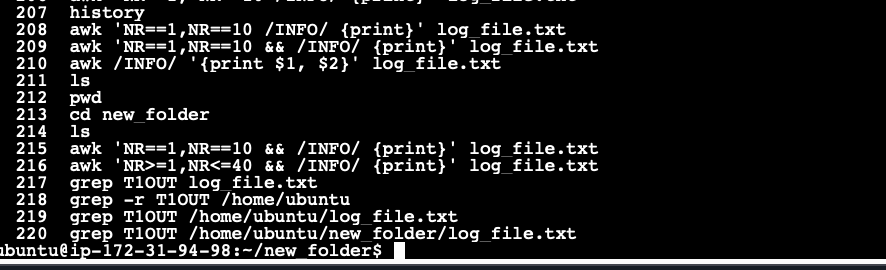 207 history
208 awk 'NR==1,NR==10 /INFO/ {print}' log_file.txt
209 awk 'NR==1,NR==10 && /INFO/ {print}' log_file.txt
210 awk /INFO/ '{print $1, $2}' log_file.txt
211 ls
212 pwd
213 cd new_folder
214 ls
215 awk 'NR==1,NR==10 && /INFO/ {print}' log_file.txt
216 awk 'NR>=1,NR<=40 && /INFO/ {print}' log_file.txt
217 grep T1OUT log_file.txt
218 grep -r T1OUT /home/ubuntu
219 grep T1OUT /home/ubuntu/log_file.txt
220 grep T1OUT /home/ubuntu/new_folder/log_file.txt
ubuntu@ip-172-31-94-98:~/new_folder$